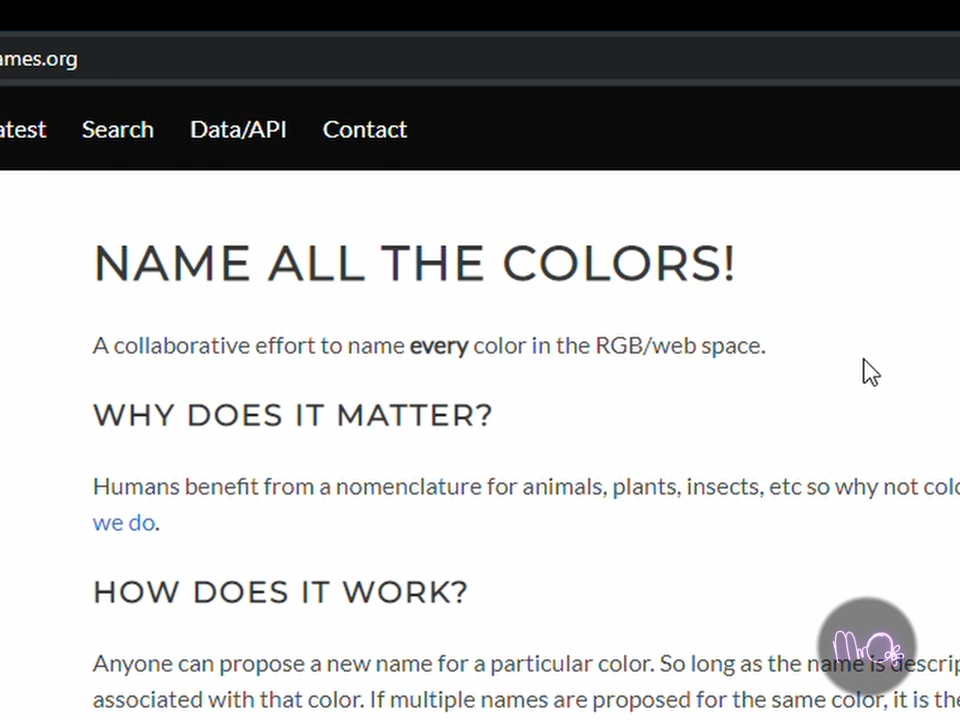 ames.org
atest Search Data/API Contact
NAME ALL THE COLORS!
A collaborative effort to name every color in the RGB/web space.
WHY DOES IT MATTER?
Humans benefit from a nomenclature for animals, plants, insects, etc so why not colo
we do.
HOW DOES IT WORK?
Anyone can propose a new name for a particular color. So long as the name is descrip
associated with that color. If multiple names are proposed for the same color, it is the